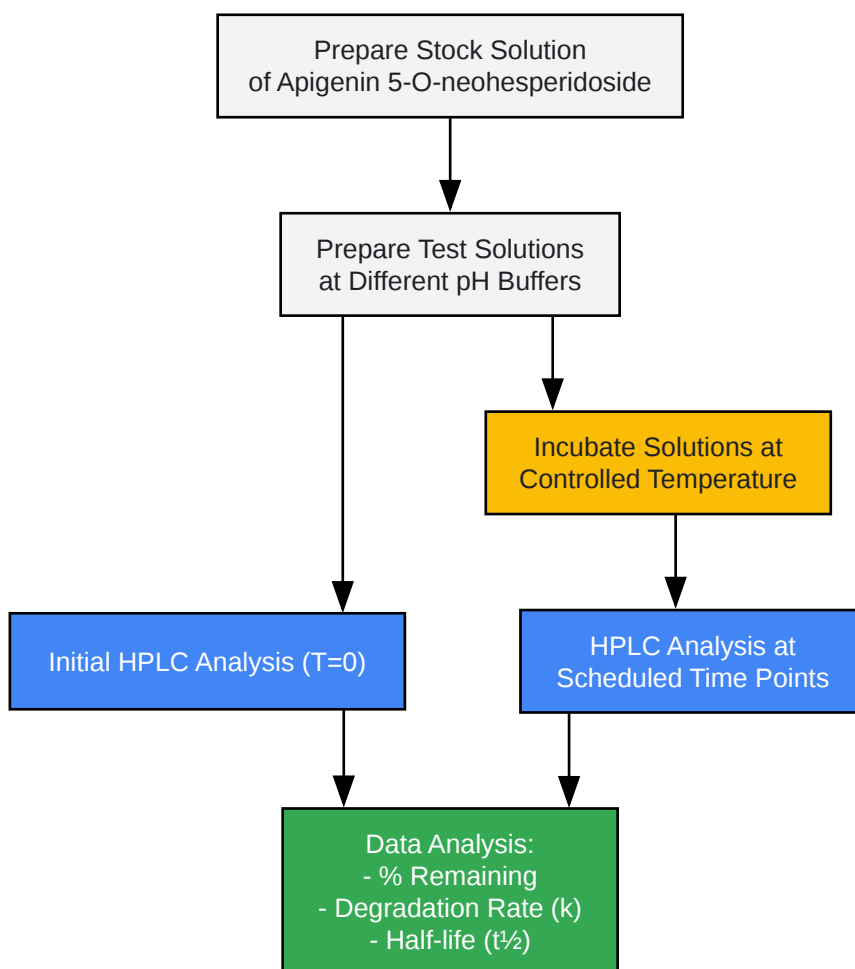 Prepare Stock Solution
of Apigenin 5-O-neohesperidoside
Prepare Test Solutions
at Different pH Buffers
Incubate Solutions at
Controlled Temperature
Initial HPLC Analysis (T=0)
HPLC Analysis at
Scheduled Time Points
Data Analysis:
- % Remaining
- Degradation Rate (k)
- Half-life (t½)